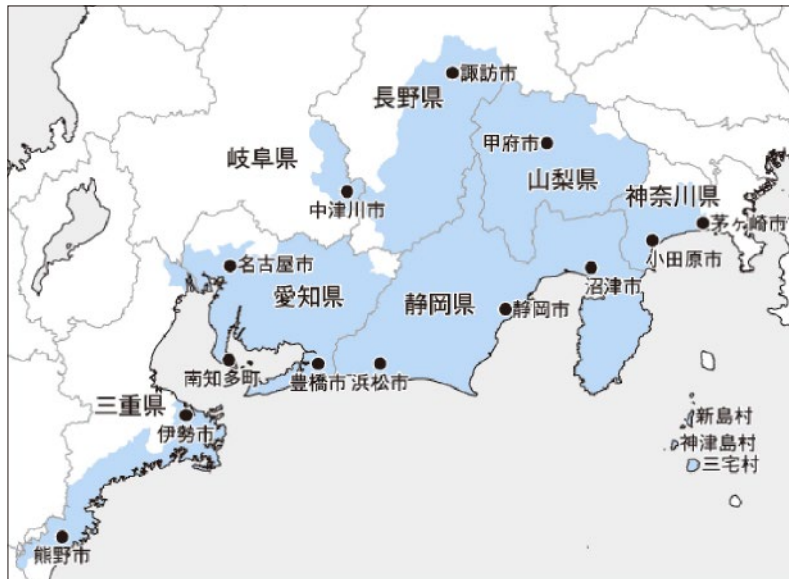 諏訪市
長野県
甲府市
岐阜県
山梨県
中津川市
神奈川県
茅ヶ崎市
小田原市
名古屋市
沼津市
愛知県
静岡県
静岡市
南知多町
豊橋市
浜松市
三重県
伊勢市
新島村
神津島村
三宅村
熊野市